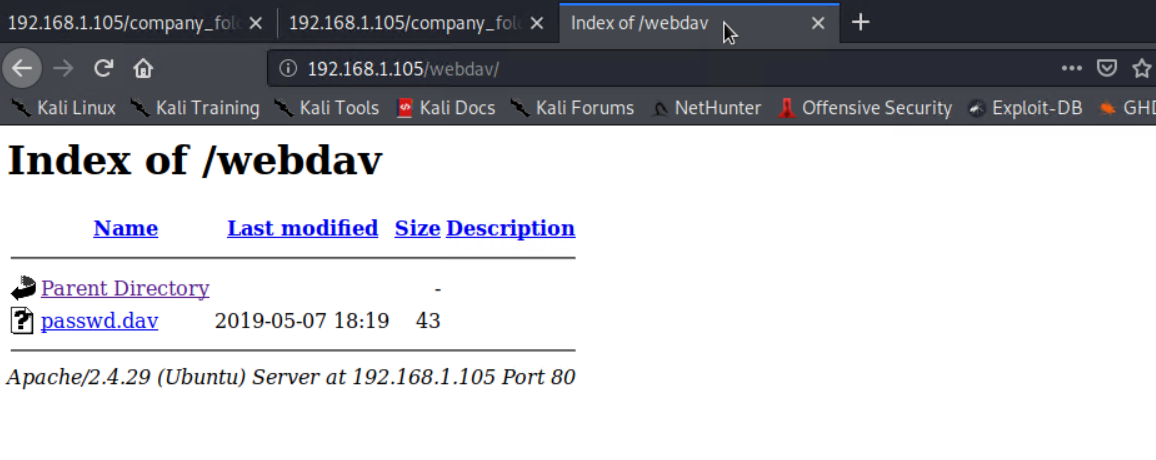 192.168.1.105/company_fol 192.168.1.105/company_fol Index of /webdav
192.168.1.105/webdav/
Kali Linux Kali Training Kali Tools Kali Docs Kali Forums NetHunter Offensive Security Exploit-DB GHD
Index of /webdav
Name Last modified Size Description
Parent Directory -
passwd.dav 2019-05-07 18:19 43
Apache/2.4.29 (Ubuntu) Server at 192.168.1.105 Port 80